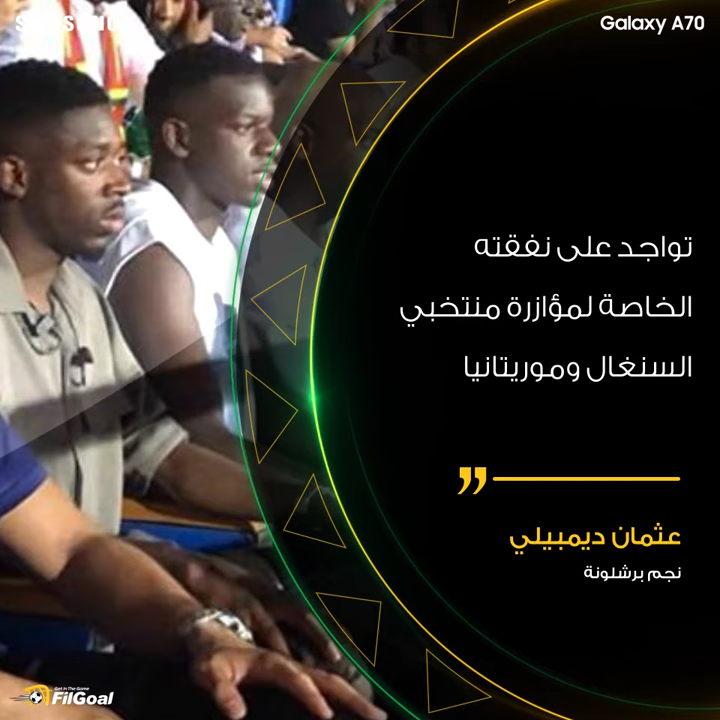 SAMSUNG
Galaxy A70
تواجد على نفقته
الخاصة لمؤازرة منتخبي
السنغال وموريتانيا
عثمان ديمبيلي
نجم برشلونة
Get In The Game
FilGoal